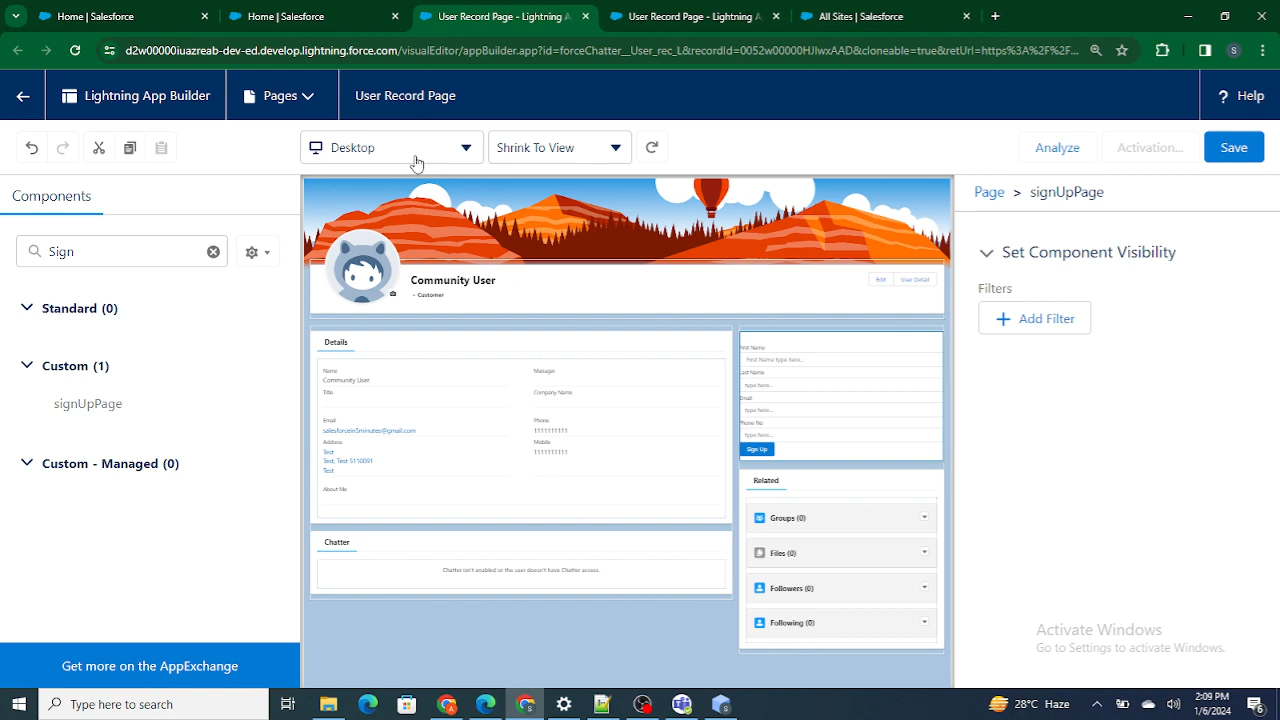 Home | Salesforce
Home | Salesforce
User Record Page - Lightning A
User Record Page - Lightning A
All Sites | Salesforce
d2w00000iuazreab-dev-ed.develop.lightning.force.com/visualEditor/appBuilder.app?id=forceChatter__User_rec_L&recordId=0052w00000HJIwxAAD&cloneable=true&retUrl=https%3A%2F%2F...
S
Lightning App Builder
Pages
User Record Page
? Help
Desktop
Shrink To View
Analyze
Activation...
Save
Components
Page > signUpPage
Sign
Set Component Visibility
Filters
Add Filter
Standard (0)
Custom (1)
signUpPage
Custom - Managed (0)
Get more on the AppExchange
Community User
- Customer
Edit
User Detail
Details
Name
Community User
Manager
Title
Company Name
Email
salesforcein5minutes@gmail.com
Phone
1111111111
Address
Test
Test, Test 5110091
Test
Mobile
1111111111
About Me
Chatter
Chatter isn't enabled or the user doesn't have Chatter access.
First Name
First Name type here...
Last Name
type here...
Email
type here...
Phone No
type here...
Sign Up
Related
Groups (0)
Files (0)
Followers (0)
Following (0)
Activate Windows
Go to Settings to activate Windows.
Type here to search
28°C Haze
2:09 PM
1/6/2024